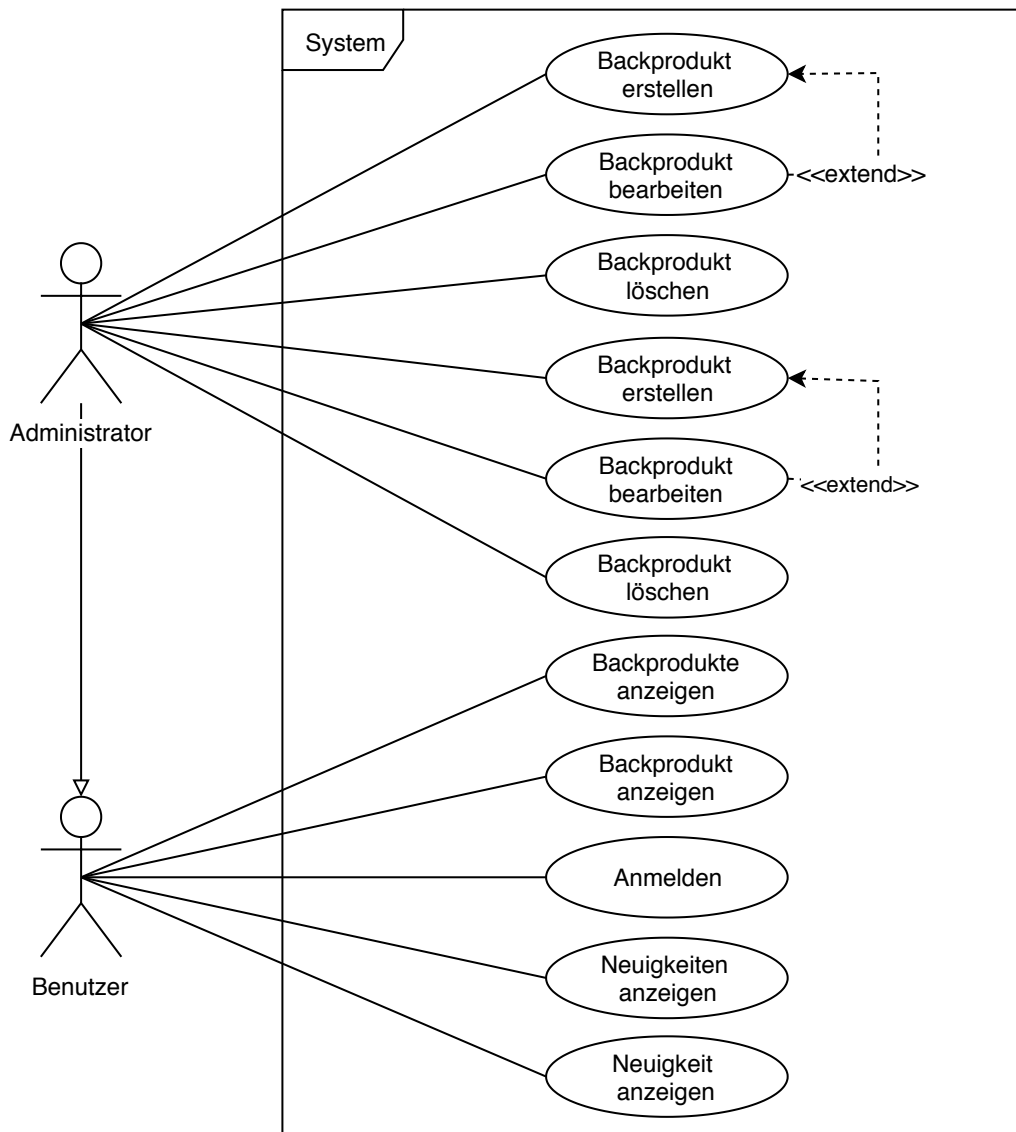 System
Backprodukt
erstellen
Backprodukt
bearbeiten
<<extend>>
Backprodukt
löschen
Backprodukt
erstellen
Administrator
Backprodukt
bearbeiten
<<extend>>
Backprodukt
löschen
Backprodukte
anzeigen
Backprodukt
anzeigen
Anmelden
Neuigkeiten
anzeigen
Benutzer
Neuigkeit
anzeigen